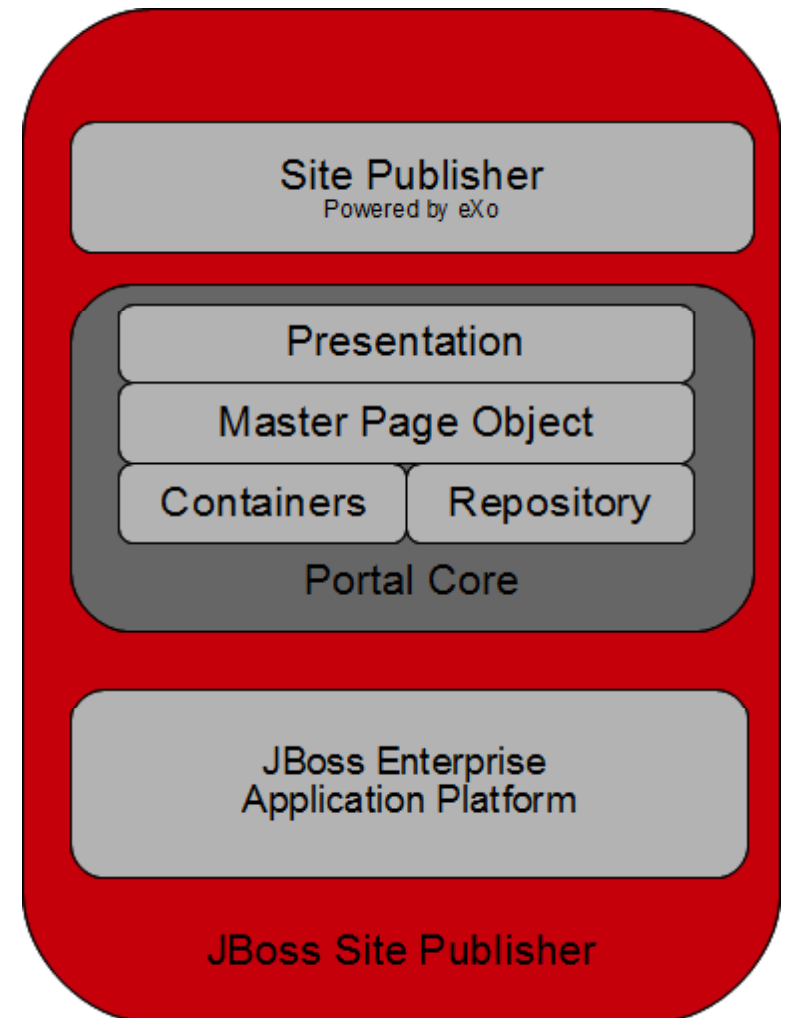 Site Publisher
Powered by eXo
Presentation
Master Page Object
Containers
Repository
Portal Core
JBoss Enterprise
Application Platform
JBoss Site Publisher